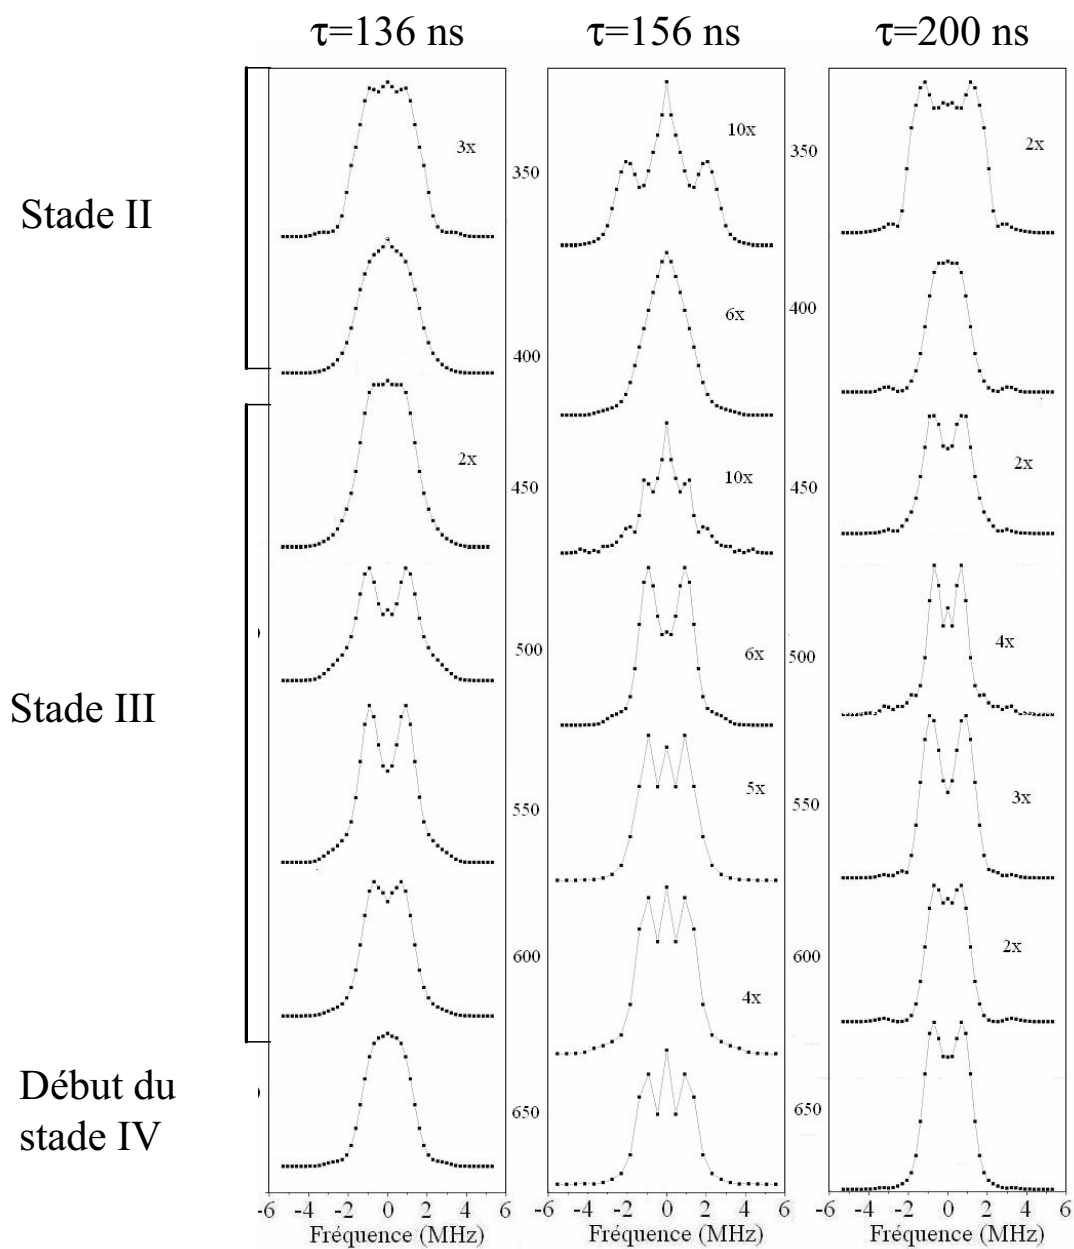 τ=136 ns τ=156 ns τ=200 ns
3x 10x 2x
350 350
Stade II
6x
400 400
2x 10x 2x
450 450
4x
6x
500 500
Stade III
5x 3x
550 550
2x
600 600
4x
Début du
stade IV
650 650
-6 -4 -2 0 2 4 6 -6 -4 -2 0 2 4 6 -6 -4 -2 0 2 4 6
Fréquence (MHz) Fréquence (MHz) Fréquence (MHz)